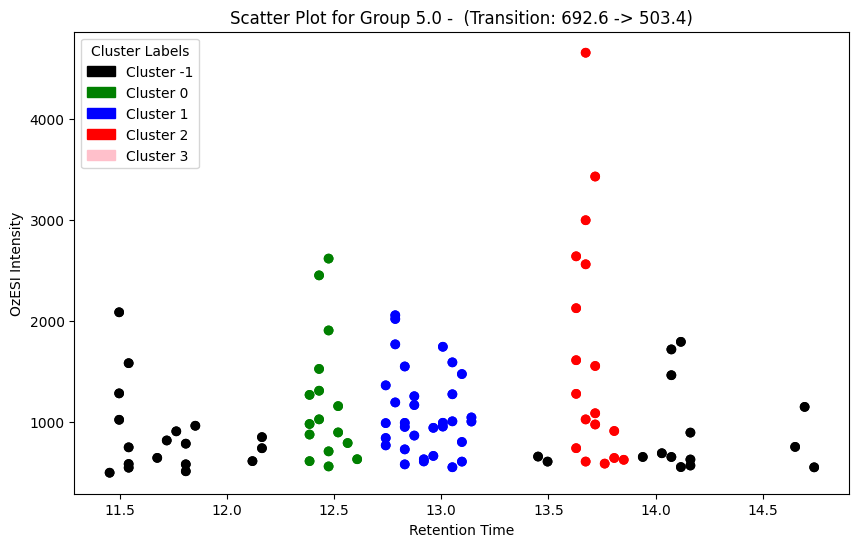 Scatter Plot for Group 5.0 -  (Transition: 692.6 -> 503.4)
Cluster Labels
Cluster -1
Cluster 0
Cluster 1
Cluster 2
Cluster 3
OzESI Intensity
4000
3000
2000
1000
11.5 12.0 12.5 13.0 13.5 14.0 14.5
Retention Time